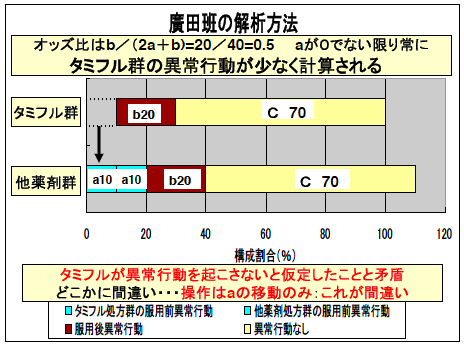 廣田班の解析方法
オッズ比はb／(2a＋b)=20／40=0.5　aが0でない限り常に
タミフル群の異常行動が少なく計算される
タミフル群
b20
C 70
他薬剤群
a10 a10 b20 C 70
0 20 40 60 80 100 120
構成割合(%)
タミフルが異常行動を起こさないと仮定したことと矛盾
どこかに間違い・・・操作はaの移動のみ：これが間違い
タミフル処方群の服用前異常行動 他薬剤処方群の服用前異常行動
服用後異常行動 異常行動なし